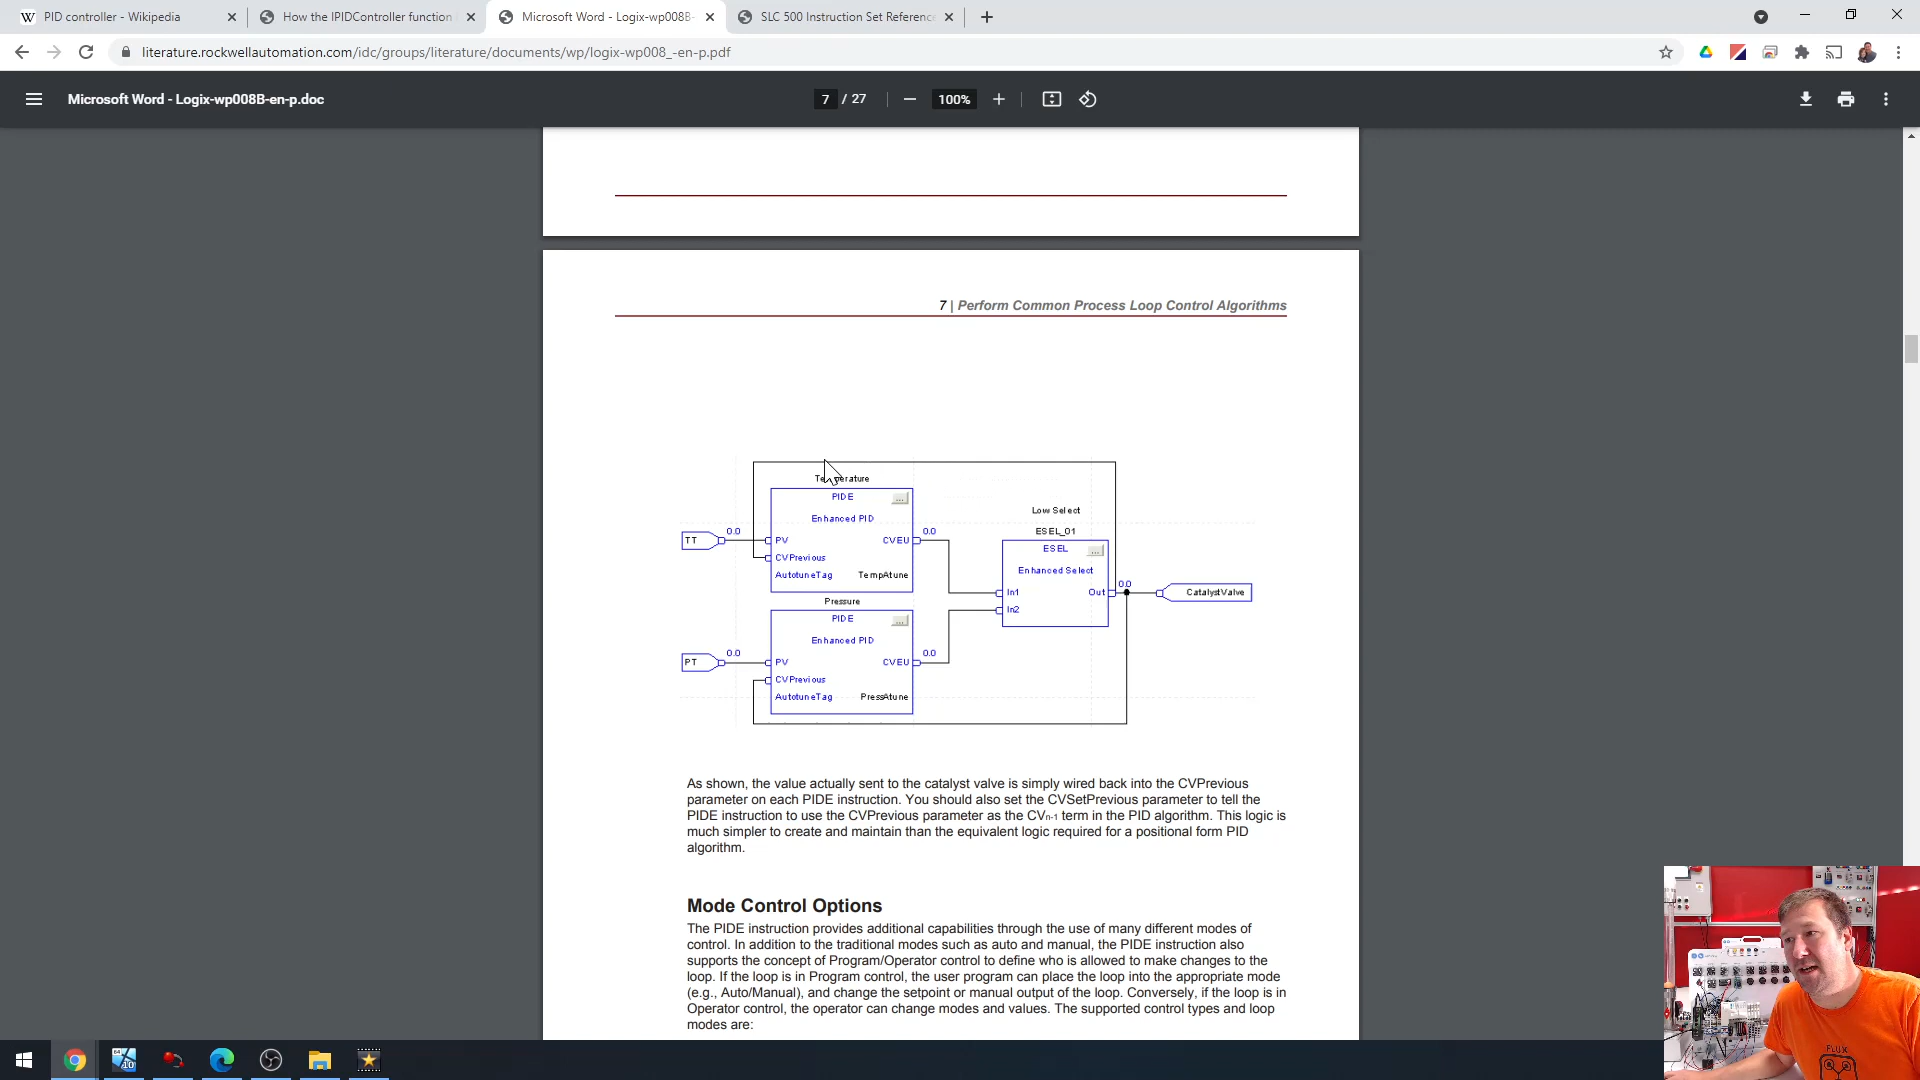 PID controller - Wikipedia
How the IPIDController function
Microsoft Word - Logix-wp008B-
SLC 500 Instruction Set Reference
literature.rockwellautomation.com/idc/groups/literature/documents/wp/logix-wp008_-en-p.pdf
Microsoft Word - Logix-wp008B-en-p.doc
7 / 27
100%
7 | Perform Common Process Loop Control Algorithms
PIDE
...
Enhanced PID
TT
0.0
PV
CVEU
0.0
CVPrevious
AutotuneTag
TempAtune
Pressure
PIDE
...
Enhanced PID
PT
0.0
PV
CVEU
0.0
CVPrevious
AutotuneTag
PressAtune
Low Select
ESEL_01
ESEL
...
Enhanced Select
In1
Out
0.0
In2
CatalystValve
As shown, the value actually sent to the catalyst valve is simply wired back into the CVPrevious
parameter on each PIDE instruction. You should also set the CVSetPrevious parameter to tell the
PIDE instruction to use the CVPrevious parameter as the CVn-1 term in the PID algorithm. This logic is
much simpler to create and maintain than the equivalent logic required for a positional form PID
algorithm.
Mode Control Options
The PIDE instruction provides additional capabilities through the use of many different modes of
control. In addition to the traditional modes such as auto and manual, the PIDE instruction also
supports the concept of Program/Operator control to define who is allowed to make changes to the
loop. If the loop is in Program control, the user program can place the loop into the appropriate mode
(e.g., Auto/Manual), and change the setpoint or manual output of the loop. Conversely, if the loop is in
Operator control, the operator can change modes and values. The supported control types and loop
modes are:
FLUX